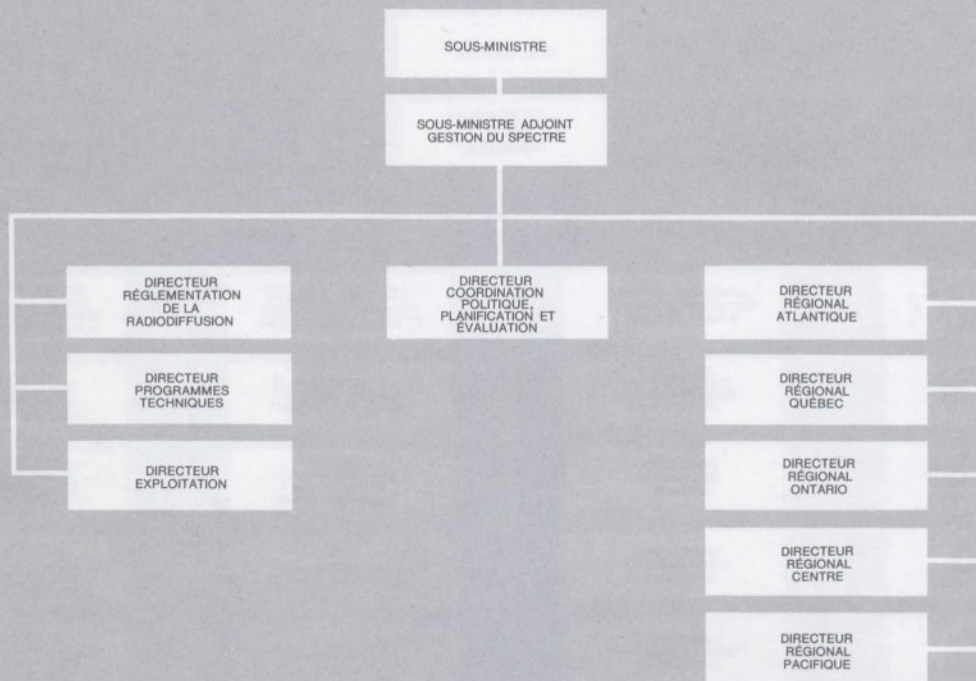 SOUS-MINISTRE
SOUS-MINISTRE ADJOINT
GESTION DU SPECTRE
DIRECTEUR
RÉGLEMENTATION
DE LA
RADIODIFFUSION
DIRECTEUR
PROGRAMMES
TECHNIQUES
DIRECTEUR
EXPLOITATION
DIRECTEUR
COORDINATION
POLITIQUE,
PLANIFICATION ET
ÉVALUATION
DIRECTEUR
RÉGIONAL
ATLANTIQUE
DIRECTEUR
RÉGIONAL
QUÉBEC
DIRECTEUR
RÉGIONAL
ONTARIO
DIRECTEUR
RÉGIONAL
CENTRE
DIRECTEUR
RÉGIONAL
PACIFIQUE